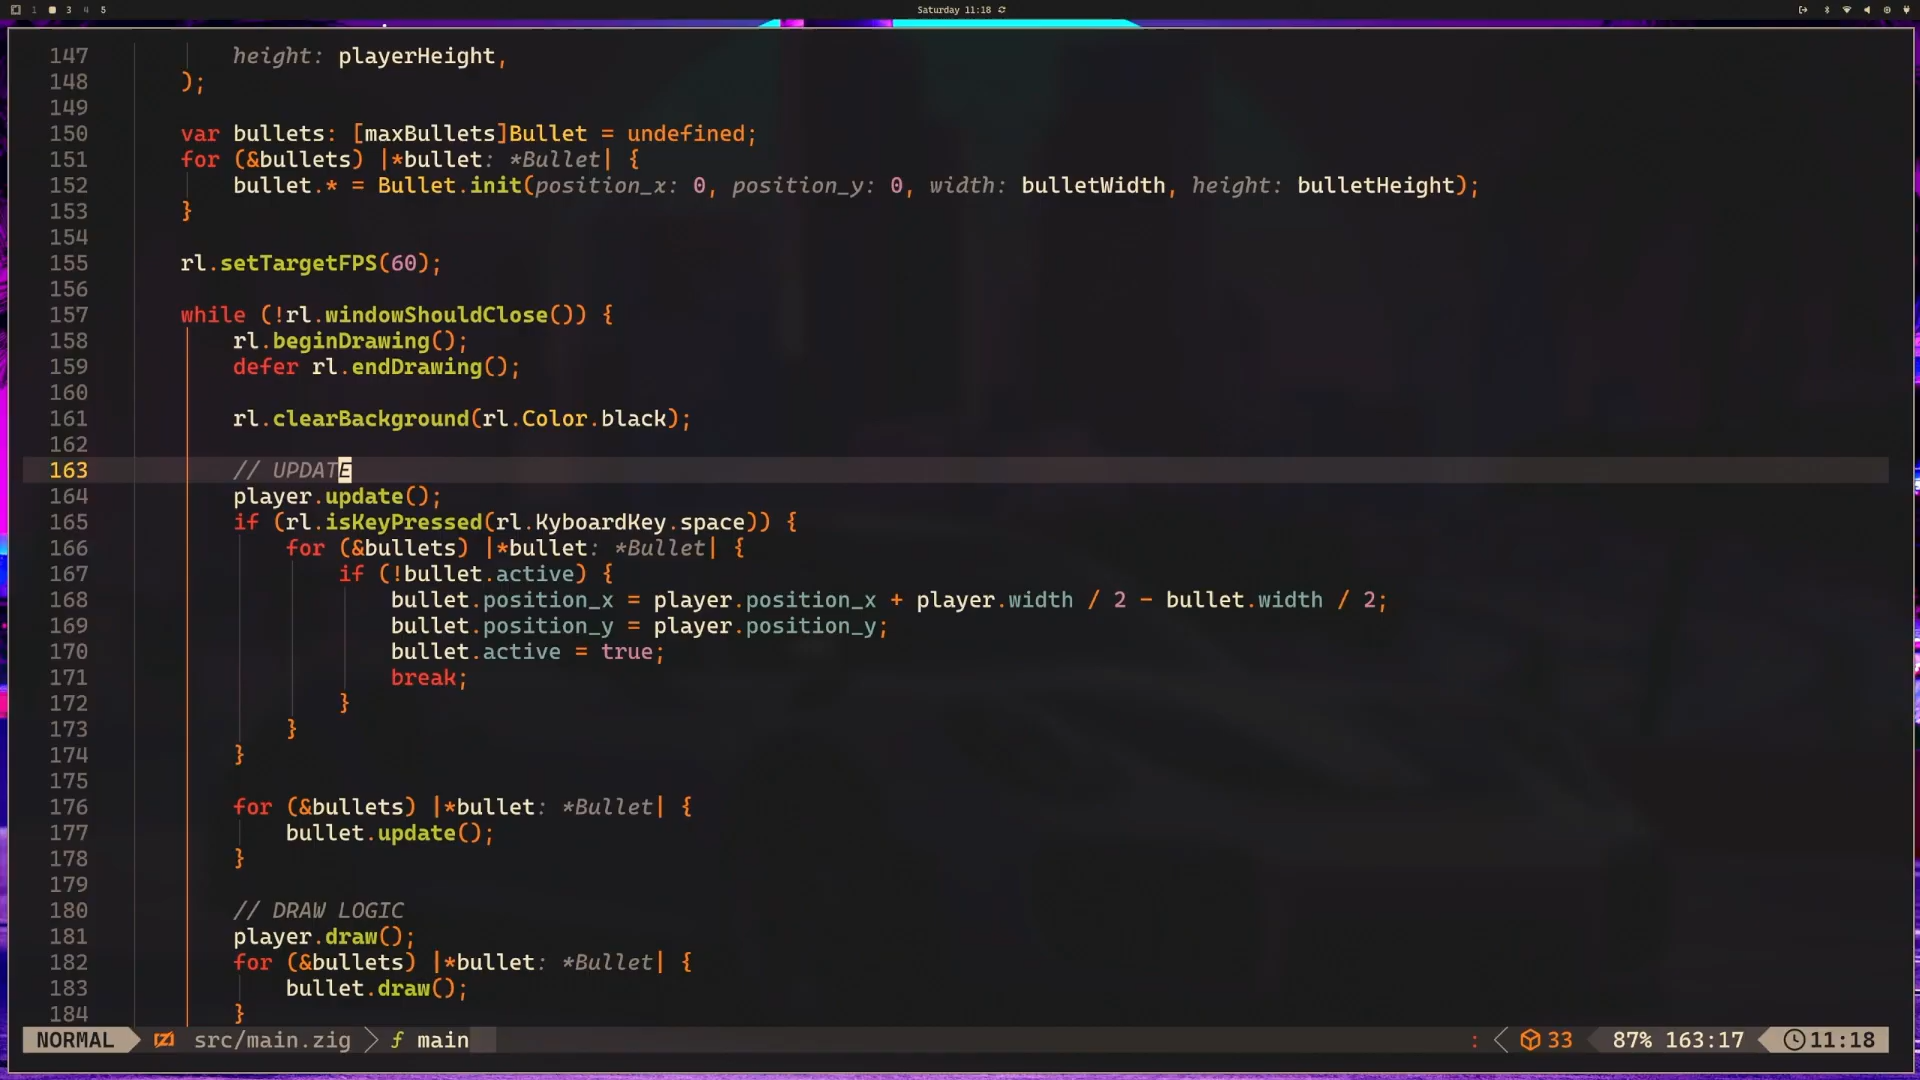 1 3 4 5
Saturday 11:18
147 height: playerHeight,
148 );
149
150 var bullets: [maxBullets]Bullet = undefined;
151 for (&bullets) |*bullet: *Bullet| {
152 bullet.* = Bullet.init(position_x: 0, position_y: 0, width: bulletWidth, height: bulletHeight);
153 }
154
155 rl.setTargetFPS(60);
156
157 while (!rl.windowShouldClose()) {
158 rl.beginDrawing();
159 defer rl.endDrawing();
160
161 rl.clearBackground(rl.Color.black);
162
163 // UPDATE
164 player.update();
165 if (rl.isKeyPressed(rl.KyboardKey.space)) {
166 for (&bullets) |*bullet: *Bullet| {
167 if (!bullet.active) {
168 bullet.position_x = player.position_x + player.width / 2 - bullet.width / 2;
169 bullet.position_y = player.position_y;
170 bullet.active = true;
171 break;
172 }
173 }
174 }
175
176 for (&bullets) |*bullet: *Bullet| {
177 bullet.update();
178 }
179
180 // DRAW LOGIC
181 player.draw();
182 for (&bullets) |*bullet: *Bullet| {
183 bullet.draw();
184 }
NORMAL src/main.zig ƒ main : 33 87% 163:17 11:18